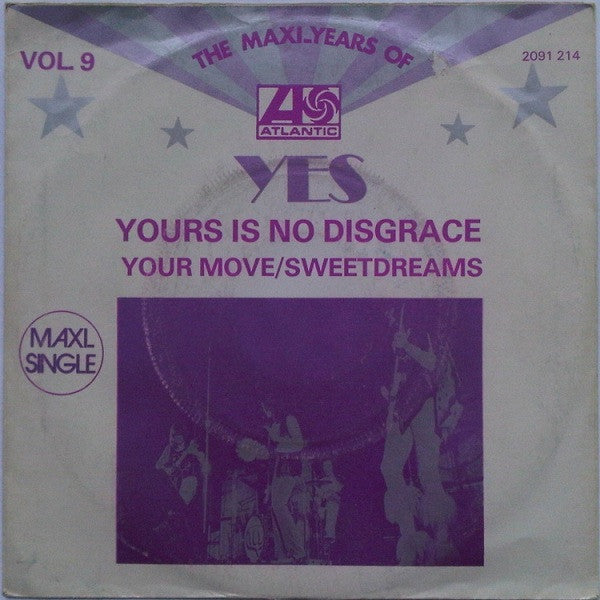 THE MAXI-YEARS OF
VOL. 9
2091 214
ATLANTIC
YES
YOURS IS NO DISGRACE
YOUR MOVE/SWEETDREAMS
MAXI-
SINGLE